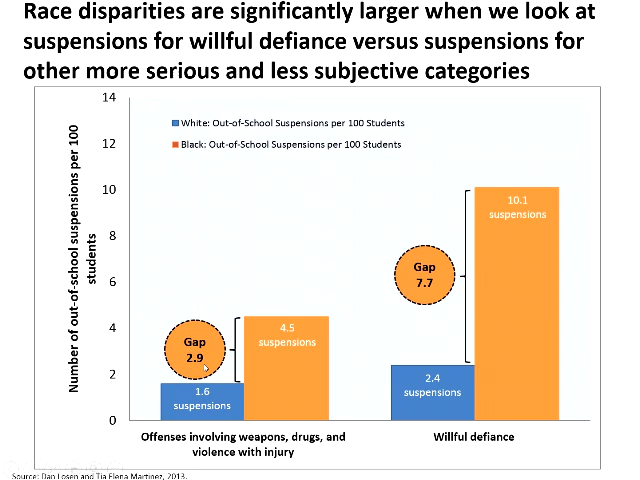 Race disparities are significantly larger when we look at
suspensions for willful defiance versus suspensions for
other more serious and less subjective categories
14
12
10
8
6
4
2
0
Number of out-of-school suspensions per 100
students
White: Out-of-School Suspensions per 100 Students
Black: Out-of-School Suspensions per 100 Students
Gap
2.9
1.6
suspensions
4.5
suspensions
Gap
7.7
2.4
suspensions
10.1
suspensions
Offenses involving weapons, drugs, and
violence with injury
Willful defiance
Source: Dan Losen and Tia Elena Martinez, 2013.